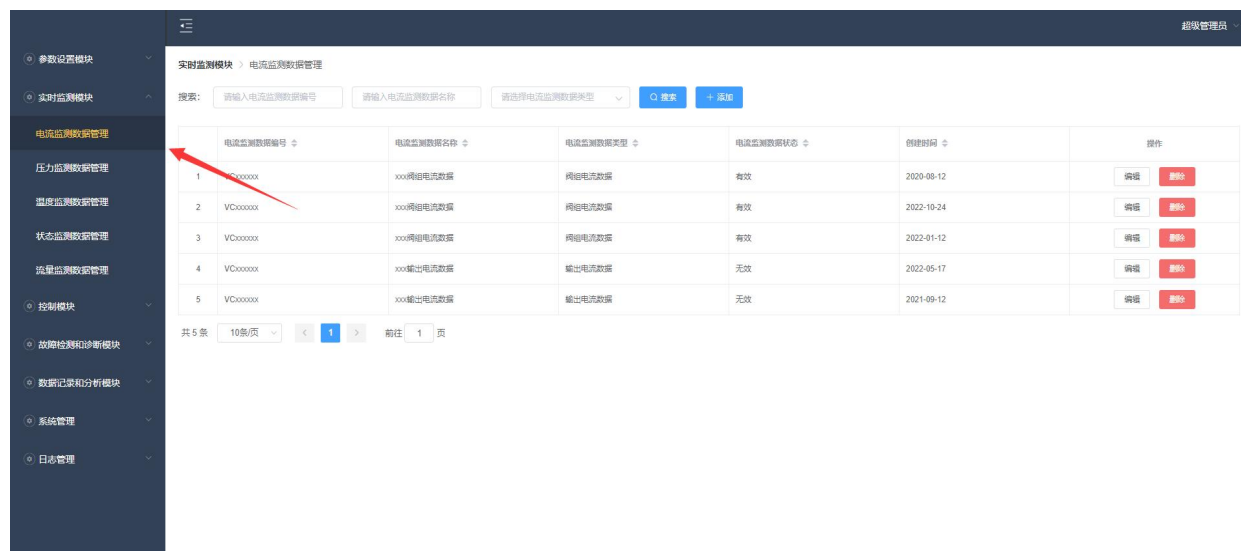 超级管理员
参数设置模块
实时监测模块
电流监测数据管理
压力监测数据管理
温度监测数据管理
状态监测数据管理
流量监测数据管理
控制模块
故障检测和诊断模块
数据记录和分析模块
系统管理
日志管理
实时监测模块 > 电流监测数据管理
搜索: 请输入电流监测数据编号 请输入电流监测数据名称 请选择电流监测数据类型 搜索 + 添加
电流监测数据编号 电流监测数据名称 电流监测数据类型 电流监测数据状态 创建时间 操作
1 VCxxxxxx xxx阀组电流数据 阀组电流数据 有效 2020-08-12 编辑 删除
2 VCxxxxxx xxx阀组电流数据 阀组电流数据 有效 2022-10-24 编辑 删除
3 VCxxxxxx xxx阀组电流数据 阀组电流数据 有效 2022-01-12 编辑 删除
4 VCxxxxxx xxx输出电流数据 输出电流数据 无效 2022-05-17 编辑 删除
5 VCxxxxxx xxx输出电流数据 输出电流数据 无效 2021-09-12 编辑 删除
共 5 条 10条/页 < 1 > 前往 1 页